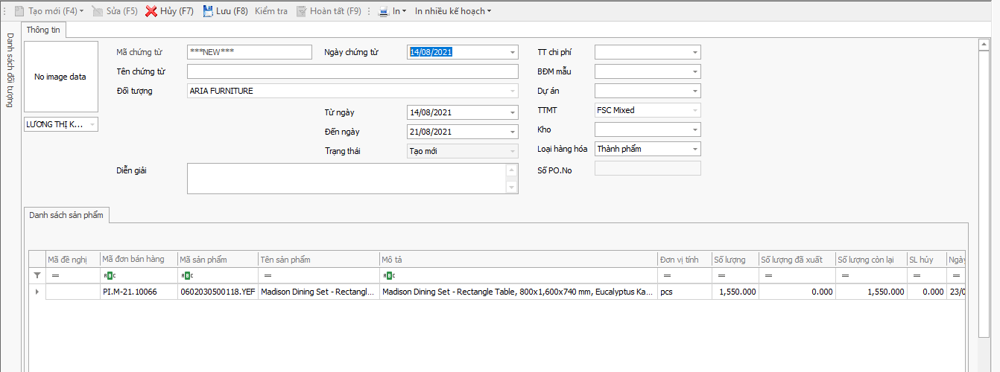 Tạo mới (F4) Sửa (F5) Hủy (F7) Lưu (F8) Kiểm tra Hoàn tất (F9) In In nhiều kế hoạch
Danh sách đối tượng
Thông tin
No image data
LƯƠNG THỊ K...
Mã chứng từ ***NEW*** Ngày chứng từ 14/08/2021 TT chi phí
Tên chứng từ BĐM mẫu
Đối tượng ARIA FURNITURE Dự án
Từ ngày 14/08/2021 TTMT FSC Mixed
Đến ngày 21/08/2021 Kho
Trạng thái Tạo mới Loại hàng hóa Thành phẩm
Diễn giải Số PO.No
Danh sách sản phẩm
Mã đề nghị Mã đơn bán hàng Mã sản phẩm Tên sản phẩm Mô tả Đơn vị tính Số lượng Số lượng đã xuất Số lượng còn lại SL hủy Ngày
= ABC ABC = ABC = = = = = =
PI.M-21.10066 0602030500118.YEF Madison Dining Set - Rectangl... Madison Dining Set - Rectangle Table, 800x1,600x740 mm, Eucalyptus Ka... pcs 1,550.000 0.000 1,550.000 0.000 23/0